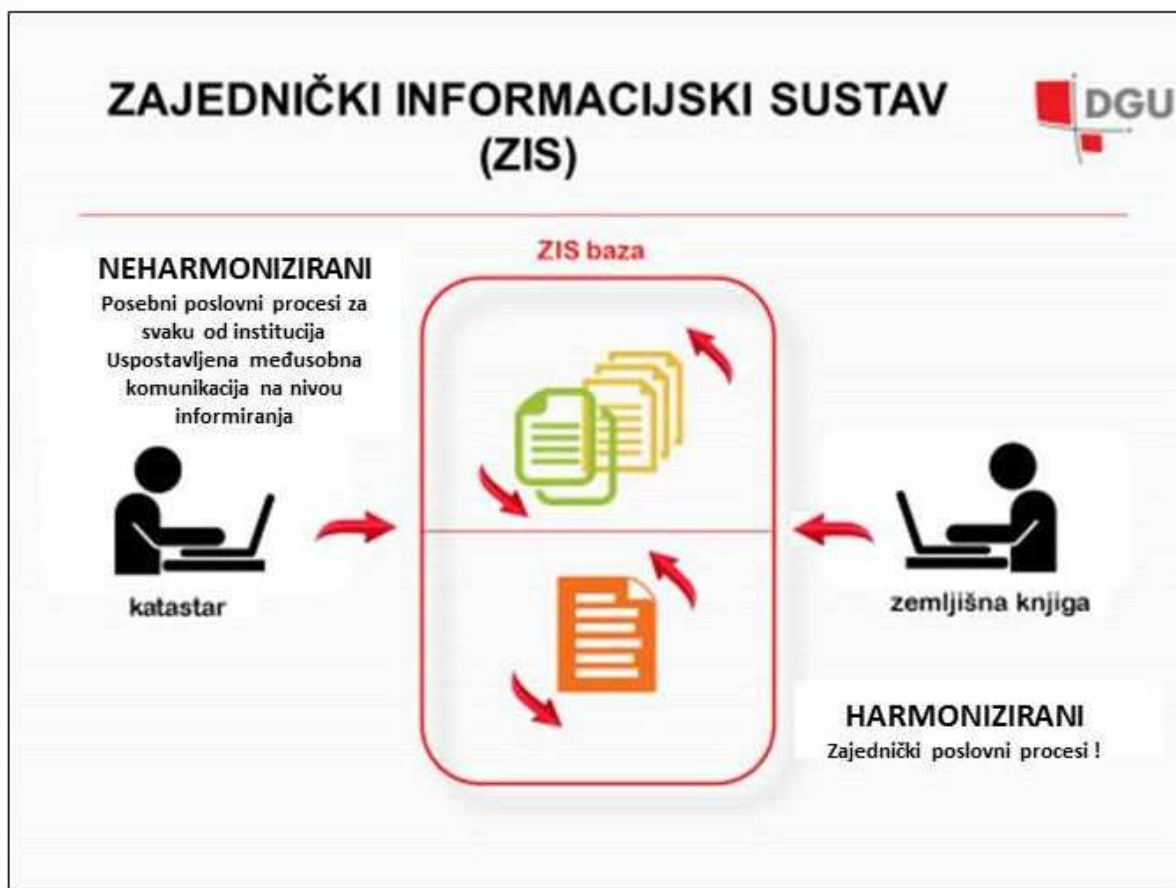 ZAJEDNIČKI INFORMACIJSKI SUSTAV
(ZIS)
DGU
ZIS baza
NEHARMONIZIRANI
Posebni poslovni procesi za
svaku od institucija
Uspostavljena međusobna
komunikacija na nivou
informiranja
katastar
zemljišna knjiga
HARMONIZIRANI
Zajednički poslovni procesi !